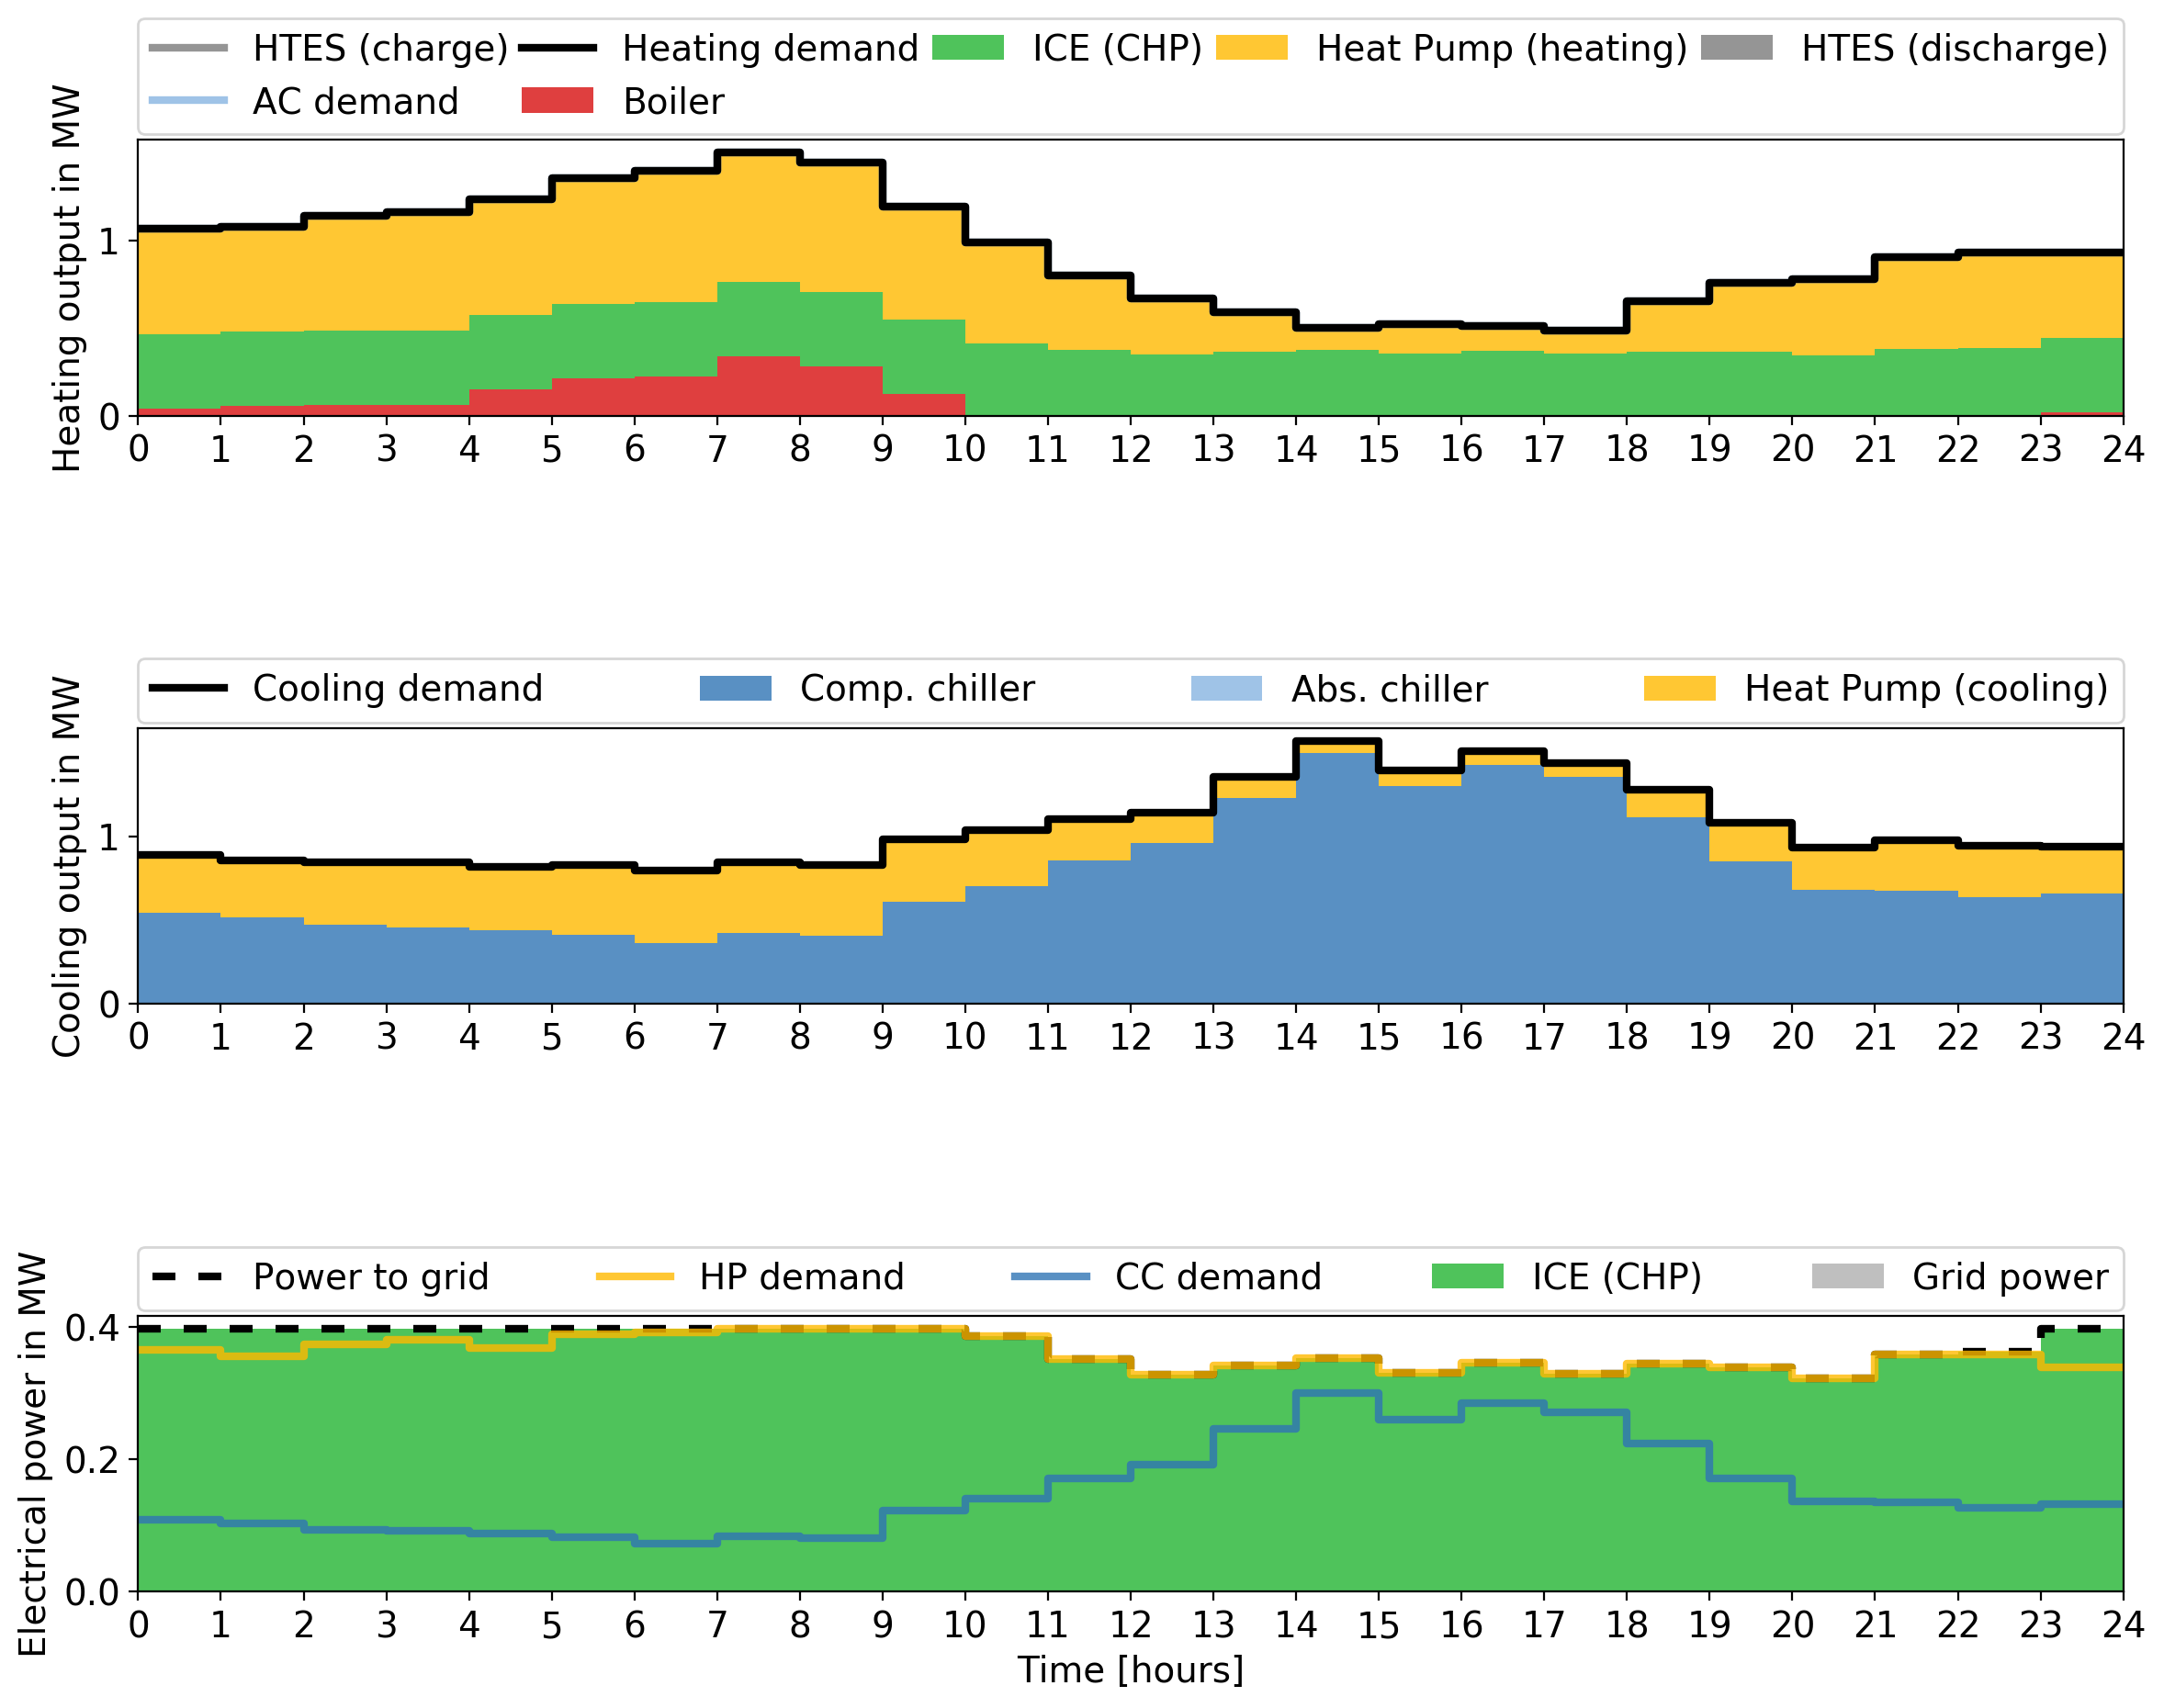 HTES (charge) Heating demand ICE (CHP) Heat Pump (heating) HTES (discharge)
AC demand Boiler
Heating output in MW
1
0
0 1 2 3 4 5 6 7 8 9 10 11 12 13 14 15 16 17 18 19 20 21 22 23 24
Cooling demand Comp. chiller Abs. chiller Heat Pump (cooling)
Cooling output in MW
1
0
0 1 2 3 4 5 6 7 8 9 10 11 12 13 14 15 16 17 18 19 20 21 22 23 24
Power to grid HP demand CC demand ICE (CHP) Grid power
Electrical power in MW
0.4
0.2
0.0
0 1 2 3 4 5 6 7 8 9 10 11 12 13 14 15 16 17 18 19 20 21 22 23 24
Time [hours]